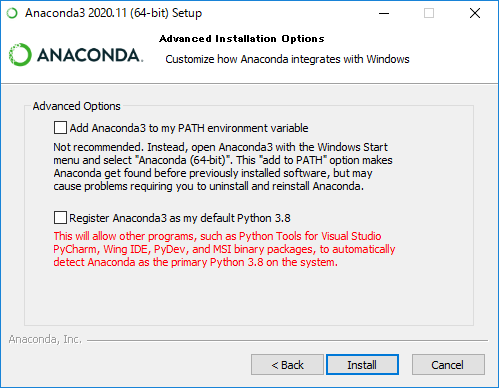 Anaconda3 2020.11 (64-bit) Setup
Advanced Installation Options
ANACONDA.
Customize how Anaconda integrates with Windows
Advanced Options
Add Anaconda3 to my PATH environment variable
Not recommended. Instead, open Anaconda3 with the Windows Start
menu and select "Anaconda (64-bit)". This "add to PATH" option makes
Anaconda get found before previously installed software, but may
cause problems requiring you to uninstall and reinstall Anaconda.
Register Anaconda3 as my default Python 3.8
This will allow other programs, such as Python Tools for Visual Studio
PyCharm, Wing IDE, PyDev, and MSI binary packages, to automatically
detect Anaconda as the primary Python 3.8 on the system.
Anaconda, Inc.
< Back
Install
Cancel